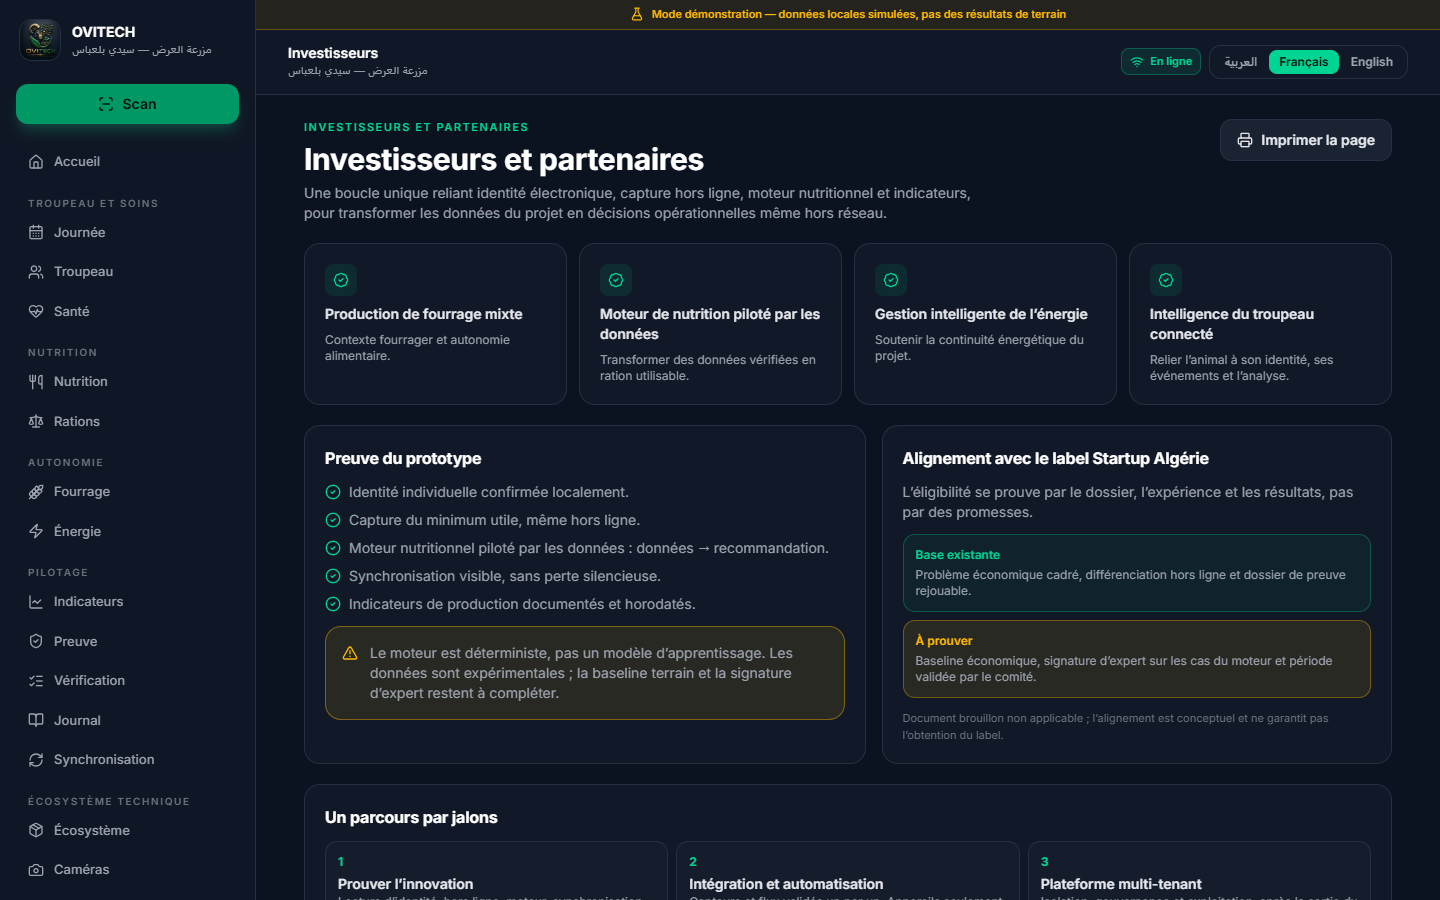 Mode démonstration — données locales simulées, pas des résultats de terrain
OVITECH
مزرعة العرض — سيدي بلعباس
Scan
Accueil
TROUPEAU ET SOINS
Journée
Troupeau
Santé
NUTRITION
Nutrition
Rations
AUTONOMIE
Fourrage
Énergie
PILOTAGE
Indicateurs
Preuve
Vérification
Journal
Synchronisation
ÉCOSYSTÈME TECHNIQUE
Écosystème
Caméras
Investisseurs
مزرعة العرض — سيدي بلعباس
En ligne
العربية
Français
English
INVESTISSEURS ET PARTENAIRES
Investisseurs et partenaires
Une boucle unique reliant identité électronique, capture hors ligne, moteur nutritionnel et indicateurs,
pour transformer les données du projet en décisions opérationnelles même hors réseau.
Imprimer la page
Production de fourrage mixte
Contexte fourrager et autonomie
alimentaire.
Moteur de nutrition piloté par les
données
Transformer des données vérifiées en
ration utilisable.
Gestion intelligente de l’énergie
Soutenir la continuité énergétique du
projet.
Intelligence du troupeau
connecté
Relier l’animal à son identité, ses
événements et l’analyse.
Preuve du prototype
Identité individuelle confirmée localement.
Capture du minimum utile, même hors ligne.
Moteur nutritionnel piloté par les données : données → recommandation.
Synchronisation visible, sans perte silencieuse.
Indicateurs de production documentés et horodatés.
Le moteur est déterministe, pas un modèle d’apprentissage. Les
données sont expérimentales ; la baseline terrain et la signature
d’expert restent à compléter.
Alignement avec le label Startup Algérie
L’éligibilité se prouve par le dossier, l’expérience et les résultats, pas
par des promesses.
Base existante
Problème économique cadré, différenciation hors ligne et dossier de preuve
rejouable.
À prouver
Baseline économique, signature d’expert sur les cas du moteur et période
validée par le comité.
Document brouillon non applicable ; l’alignement est conceptuel et ne garantit pas
l’obtention du label.
Un parcours par jalons
1
Prouver l’innovation
2
Intégration et automatisation
3
Plateforme multi-tenant